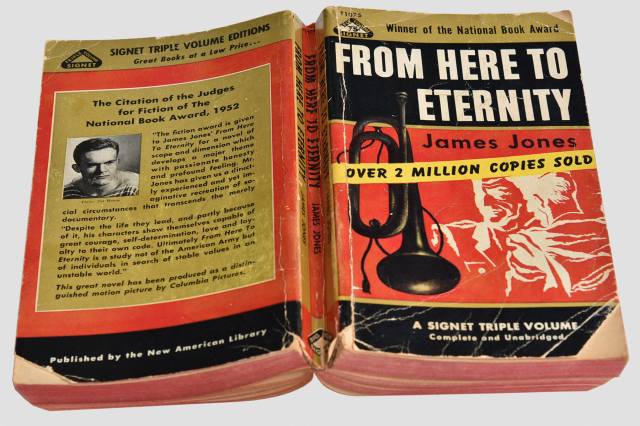 SIGNET TRIPLE VOLUME EDITIONS
Great Books at a Low Price...
SIGNET
The Citation of the Judges
for Fiction of The
National Book Award, 1952
"The fiction award is given
to James Jones' From Here
To Eternity for a novel of
scope and dimension which
develops a major theme
with passionate honesty
and profound feeling. Mr.
Jones has given us a direct-
ly experienced and yet im-
aginative recreation of so-
cial circumstances that transcends the merely
documentary.
"Despite the life they lead, and partly because
of it, his characters show themselves capable of
great courage, self-determination, love and loy-
alty to their own code. Ultimately From Here To
Eternity is a study not of the American Army but
of individuals in search of stable values in an
unstable world."
This great novel has been produced as a distin-
guished motion picture by Columbia Pictures.
Published by the New American Library
FROM HERE TO ETERNITY
JAMES JONES
T1075
75¢
SIGNET
Winner of the National Book Award
FROM HERE TO
ETERNITY
James Jones
OVER 2 MILLION COPIES SOLD
A SIGNET TRIPLE VOLUME
Complete and Unabridged